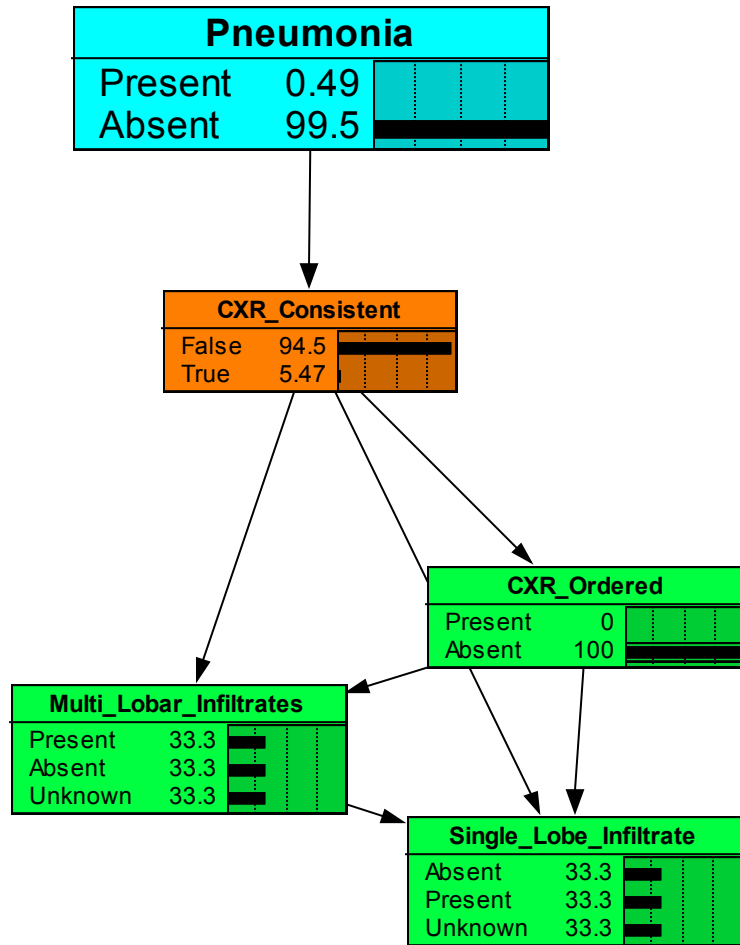 Pneumonia
Present 0.49
Absent 99.5
CXR_Consistent
False 94.5
True 5.47
CXR_Ordered
Present 0
Absent 100
Multi_Lobar_Infiltrates
Present 33.3
Absent 33.3
Unknown 33.3
Single_Lobe_Infiltrate
Absent 33.3
Present 33.3
Unknown 33.3